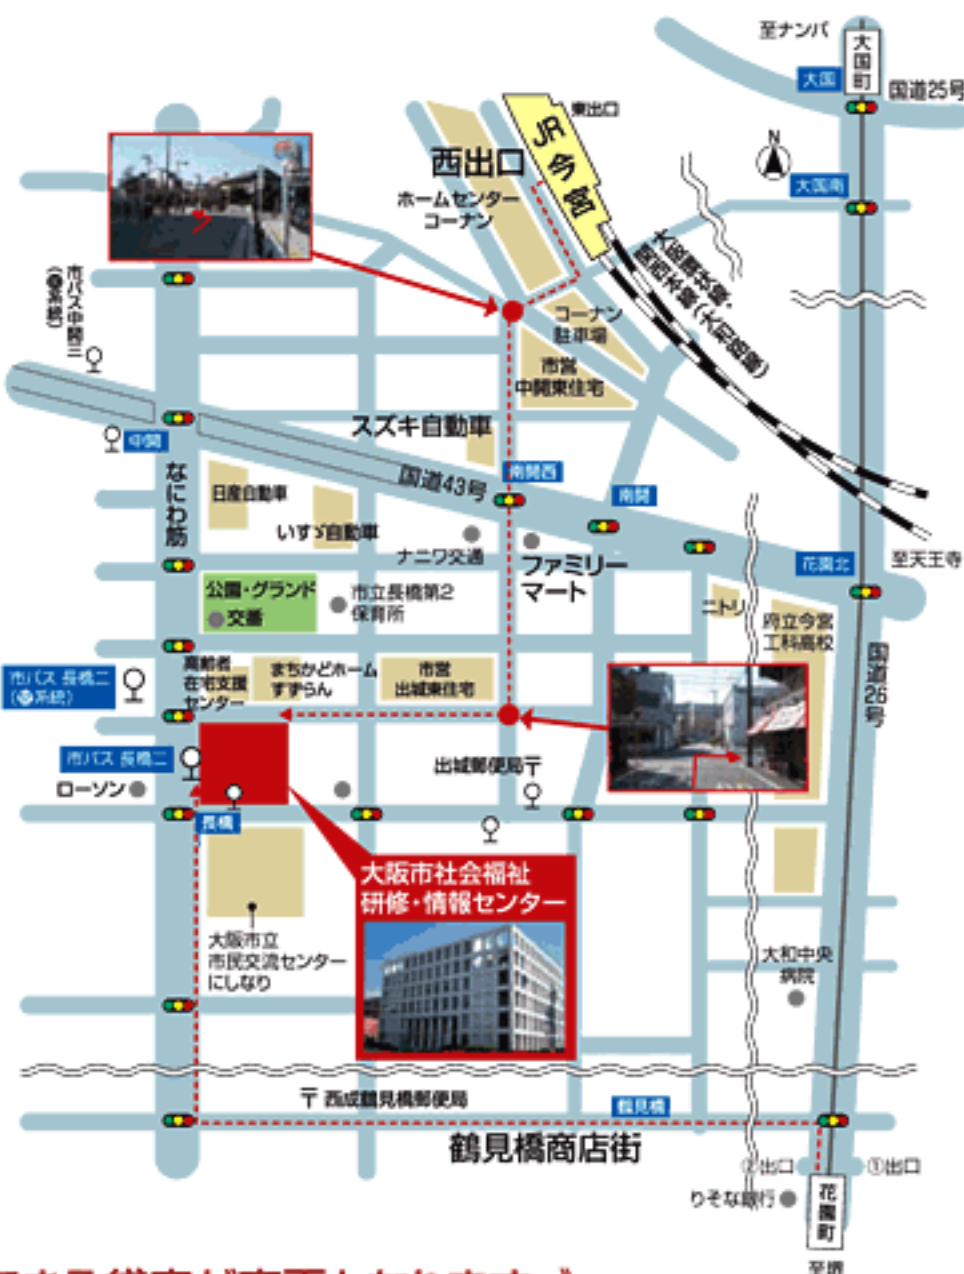 至ナンバ
大国町
大国
国道25号
東出口
JR今宮
西出口
N
ホームセンター
コーナン
大国南
市バス中開三
コーナン
駐車場
市営
中開東住宅
スズキ自動車
中開
国道43号
南開西
南開
なにわ筋
日産自動車
いすゞ自動車
ナニワ交通
ファミリー
マート
花園北
至天王寺
公園・グランド
交番
市立長橋第2
保育所
ニトリ
府立今宮
工科高校
国道26号
高齢者
在宅支援
センター
まちかどホーム
すずらん
市営
出城東住宅
市バス 長橋二
市バス 長橋二
ローソン
出城郵便局〒
長橋
大阪市社会福祉
研修・情報センター
大阪市立
市民交流センター
にしなり
大和中央
病院
〒 西成鶴見橋郵便局
鶴見橋
鶴見橋商店街
②出口
①出口
りそな銀行
花園町
至堺